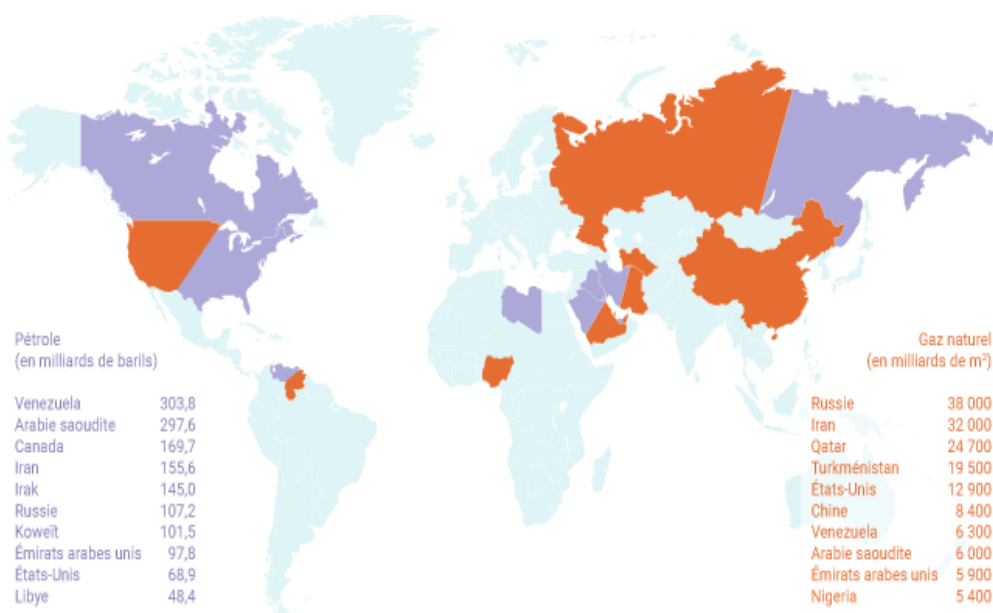 Pétrole
(en milliards de barils)
Venezuela 303,8
Arabie saoudite 297,6
Canada 169,7
Iran 155,6
Irak 145,0
Russie 107,2
Koweït 101,5
Émirats arabes unis 97,8
États-Unis 68,9
Libye 48,4
Gaz naturel
(en milliards de m³)
Russie 38 000
Iran 32 000
Qatar 24 700
Turkménistan 19 500
États-Unis 12 900
Chine 8 400
Venezuela 6 300
Arabie saoudite 6 000
Émirats arabes unis 5 900
Nigeria 5 400